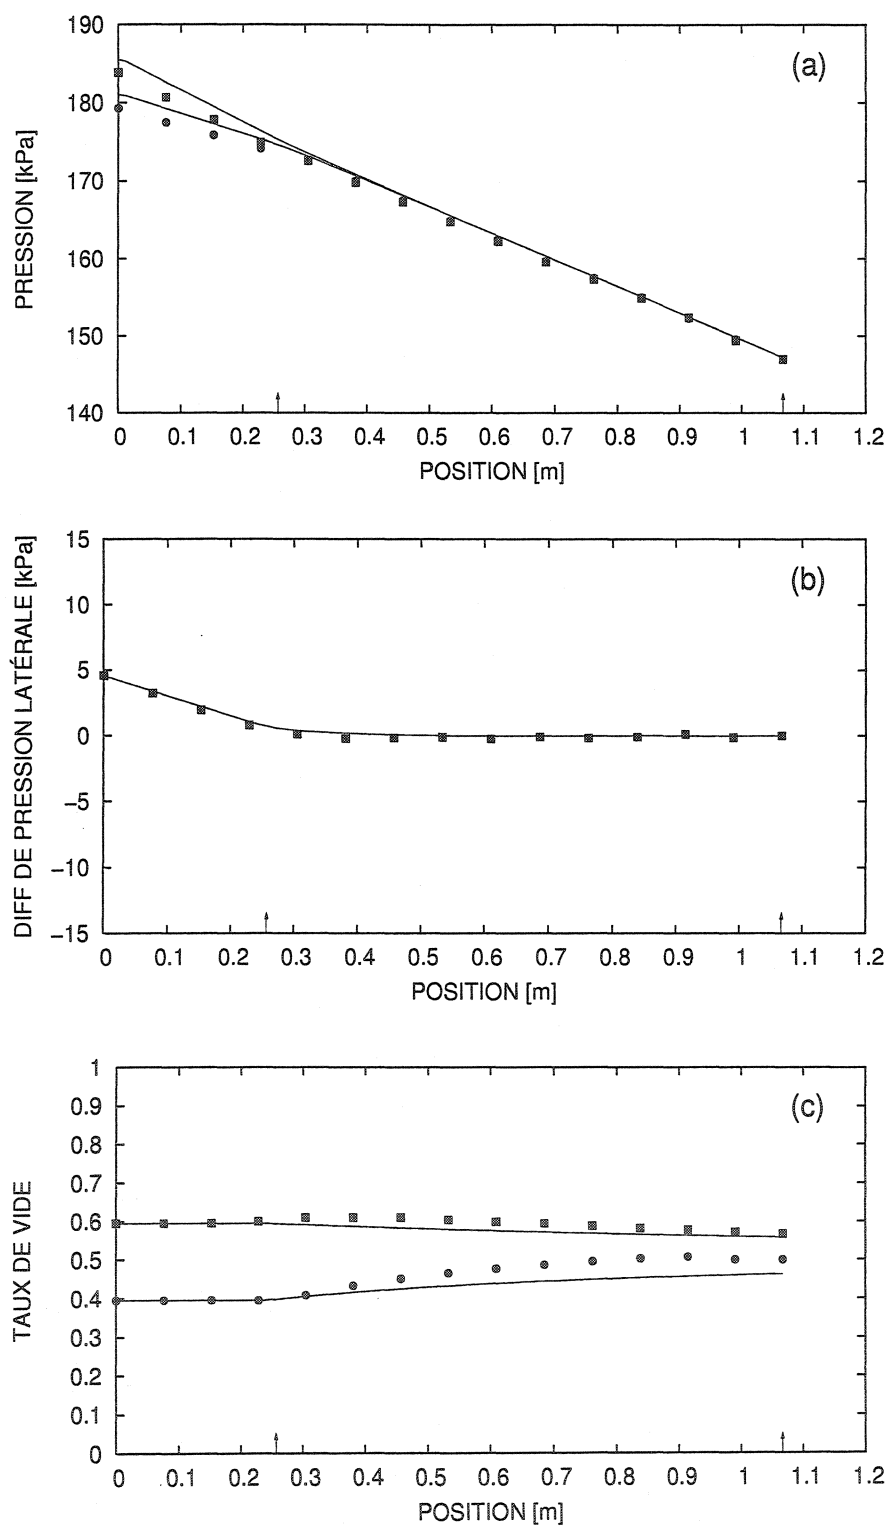 190
(a)
180
170
160
150
140
PRESSION [kPa]
0 0.1 0.2 0.3 0.4 0.5 0.6 0.7 0.8 0.9 1 1.1 1.2
POSITION [m]
15
(b)
10
5
0
−5
−10
−15
DIFF DE PRESSION LATÉRALE [kPa]
0 0.1 0.2 0.3 0.4 0.5 0.6 0.7 0.8 0.9 1 1.1 1.2
POSITION [m]
1
(c)
0.9
0.8
0.7
0.6
0.5
0.4
0.3
0.2
0.1
0
TAUX DE VIDE
0 0.1 0.2 0.3 0.4 0.5 0.6 0.7 0.8 0.9 1 1.1 1.2
POSITION [m]